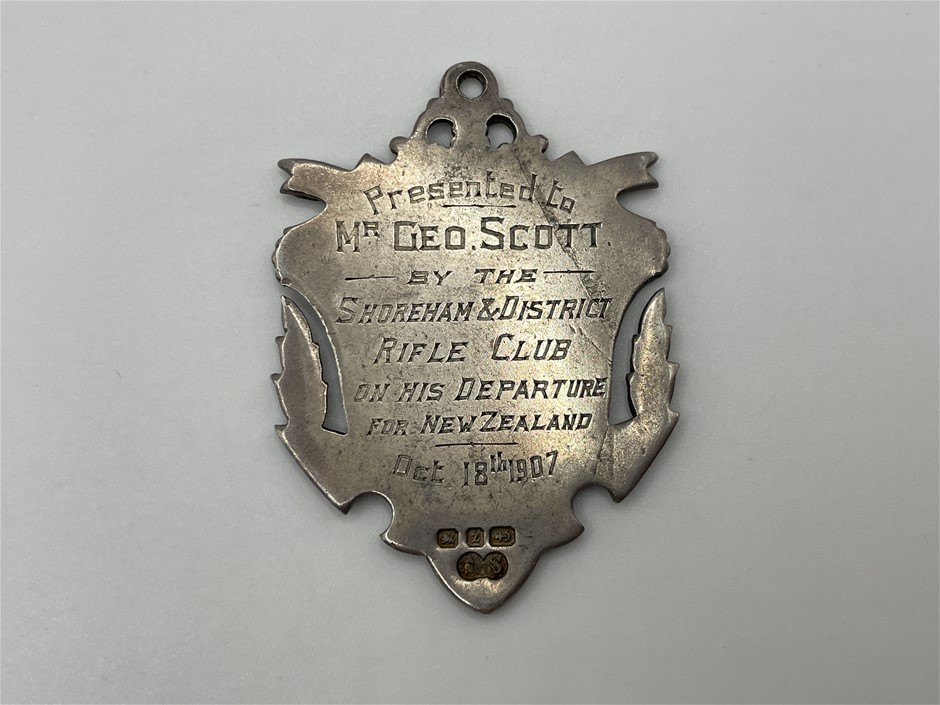 Presented to
MR GEO. SCOTT.
BY THE
SHOREHAM & DISTRICT
RIFLE CLUB
ON HIS DEPARTURE
FOR NEW ZEALAND
Oct 18th 1907